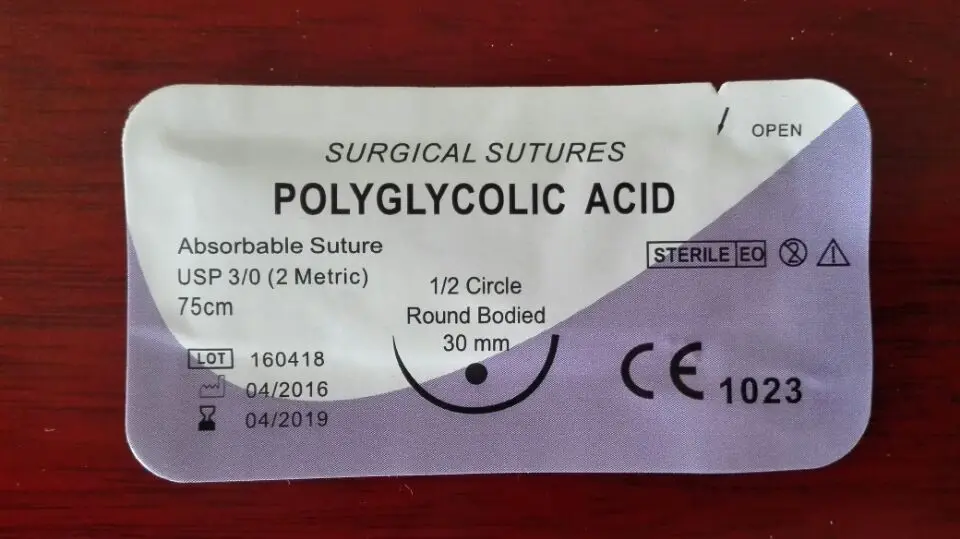 OPEN
SURGICAL SUTURES
POLYGLYCOLIC ACID
Absorbable Suture
USP 3/0 (2 Metric)
75cm
1/2 Circle
Round Bodied
30 mm
STERILE EO 2
LOT 160418
04/2016
04/2019
CE 1023